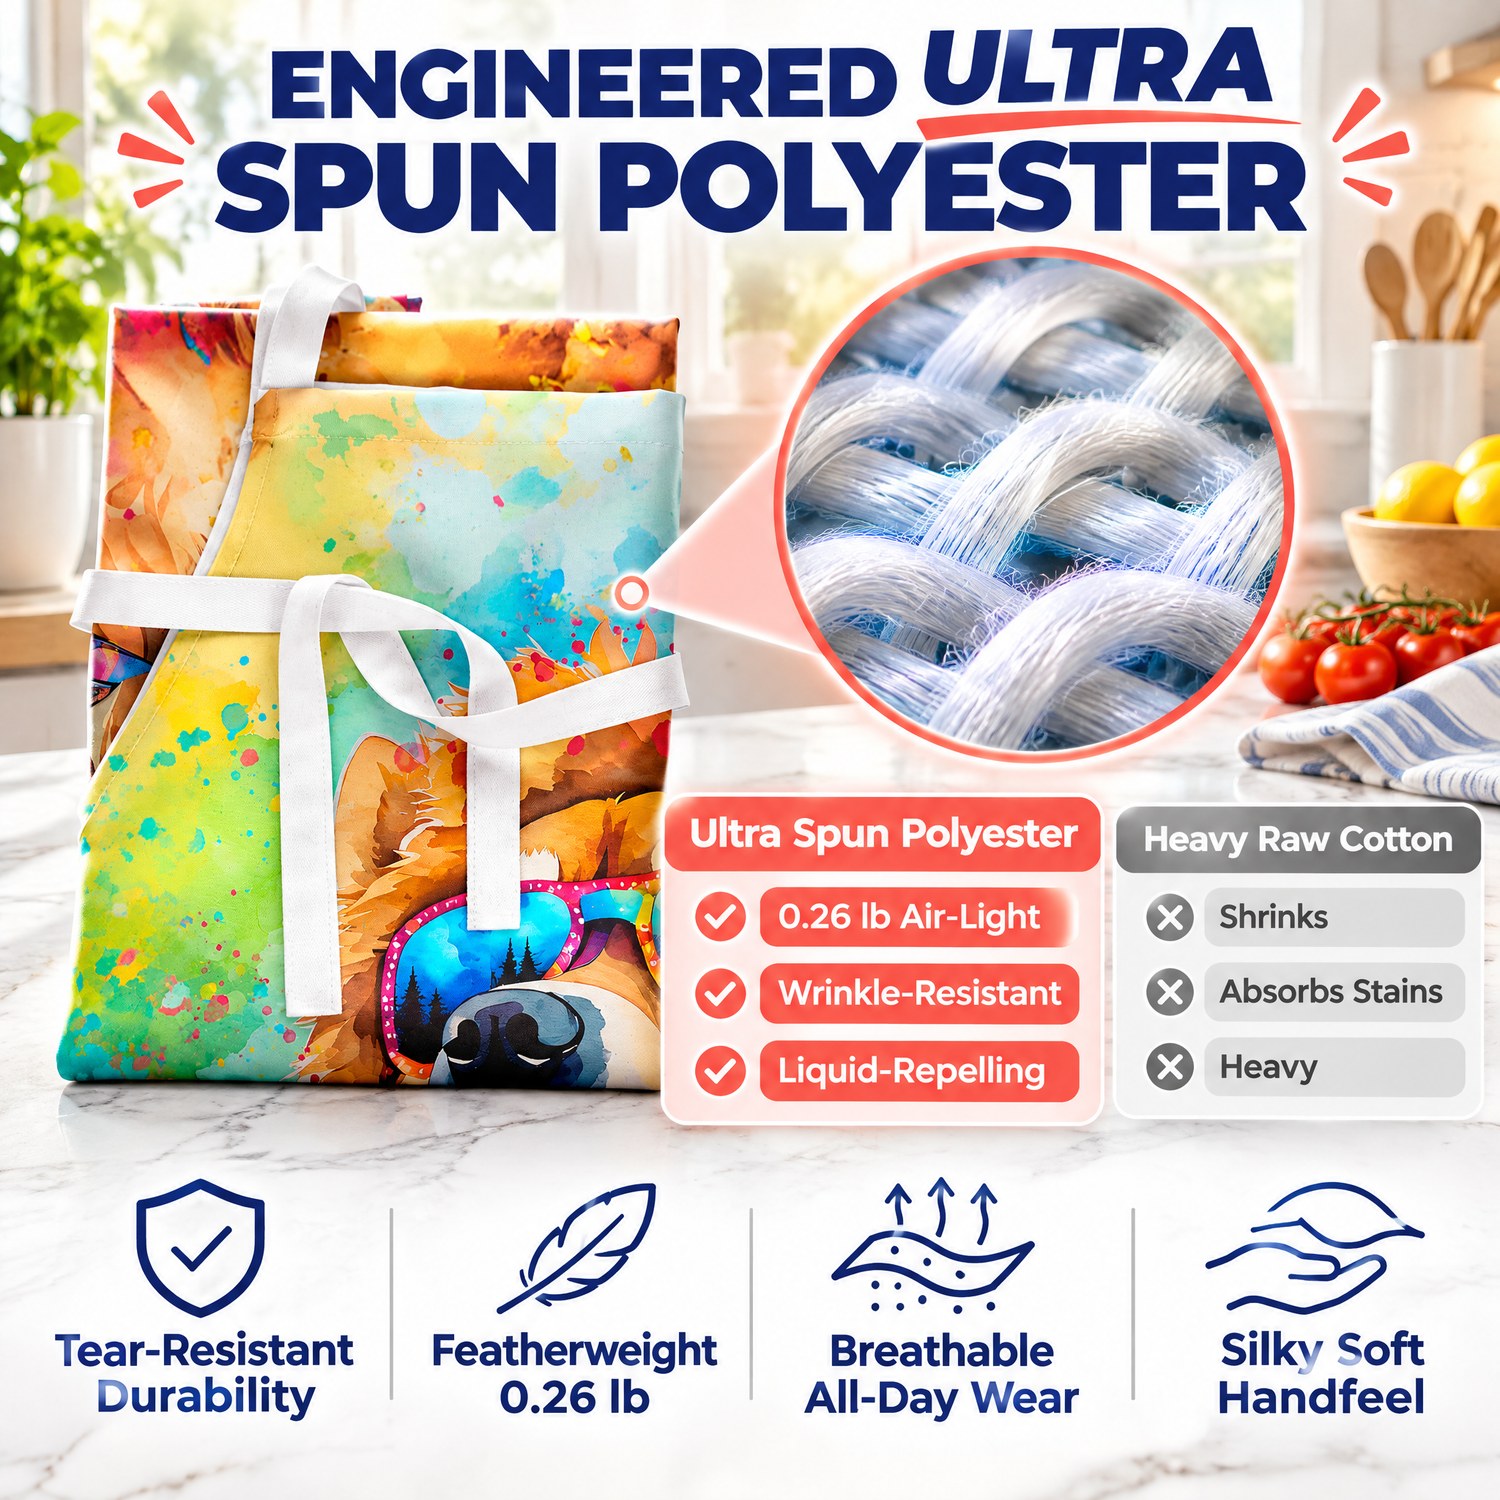 ENGINEERED ULTRA
SPUN POLYESTER
Ultra Spun Polyester
0.26 lb Air-Light
Wrinkle-Resistant
Liquid-Repelling
Heavy Raw Cotton
Shrinks
Absorbs Stains
Heavy
Tear-Resistant
Durability
Featherweight
0.26 lb
Breathable
All-Day Wear
Silky Soft
Handfeel